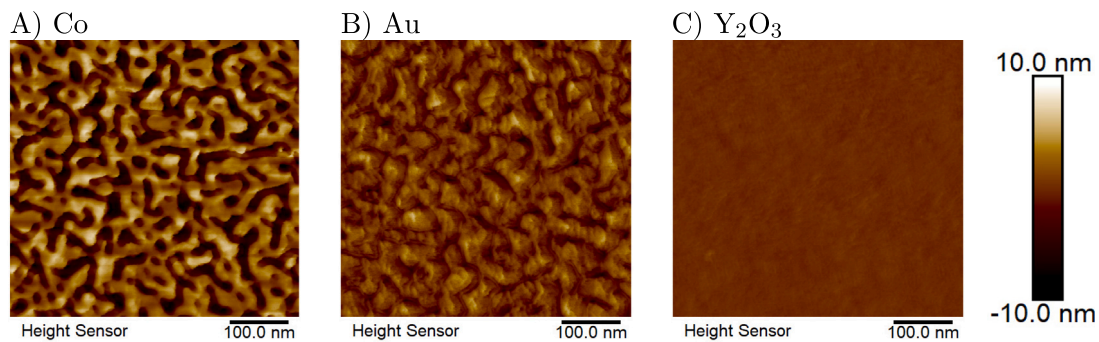 A) Co
B) Au
C) Y₂O₃
10.0 nm
-10.0 nm
Height Sensor
100.0 nm
Height Sensor
100.0 nm
Height Sensor
100.0 nm